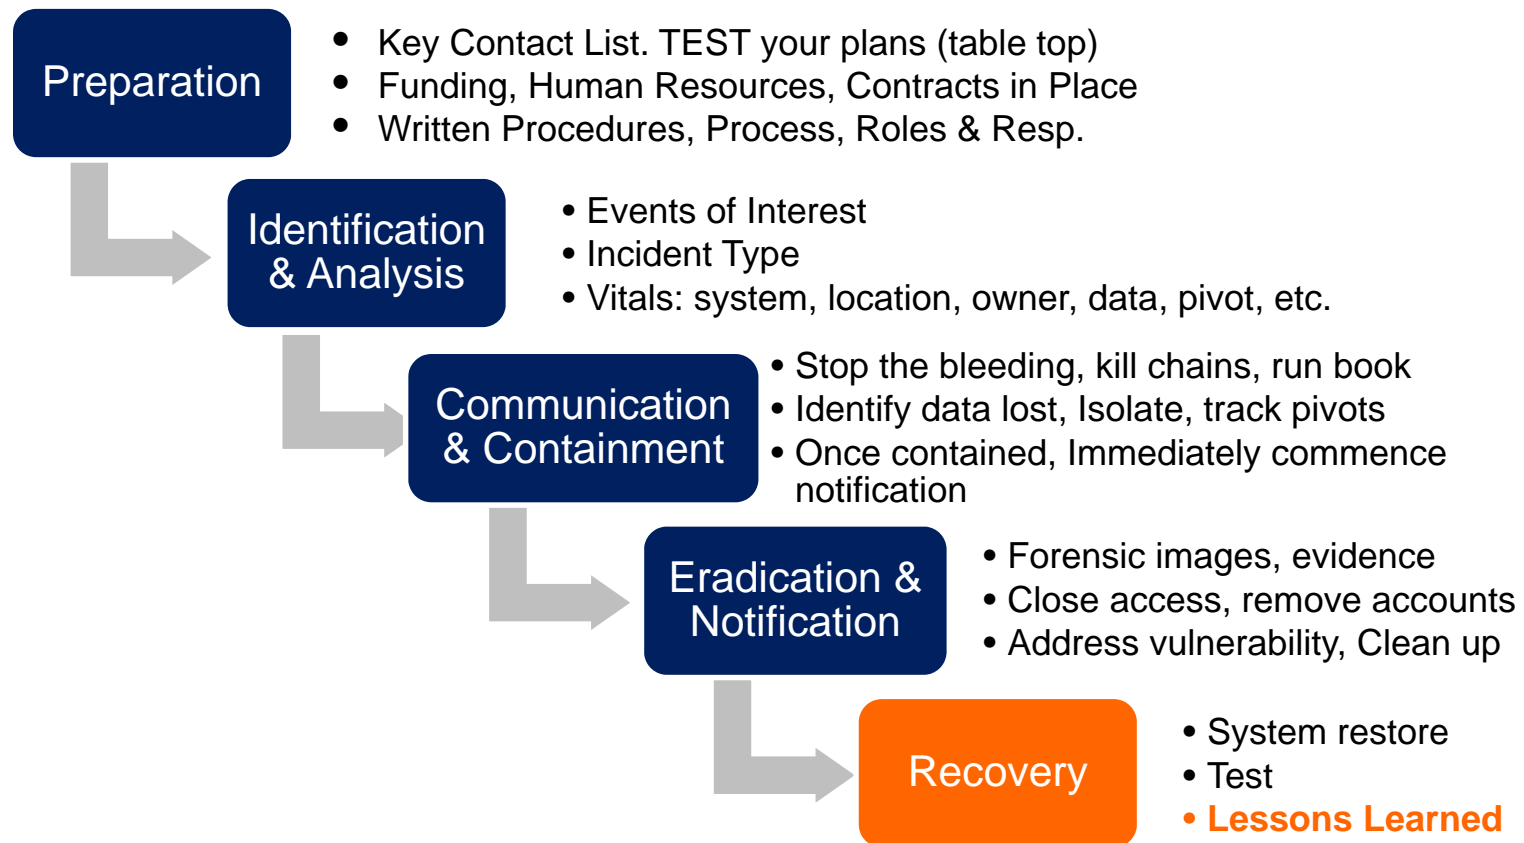 Preparation
• Key Contact List. TEST your plans (table top)
• Funding, Human Resources, Contracts in Place
• Written Procedures, Process, Roles & Resp.
Identification
& Analysis
• Events of Interest
• Incident Type
• Vitals: system, location, owner, data, pivot, etc.
Communication
& Containment
• Stop the bleeding, kill chains, run book
• Identify data lost, Isolate, track pivots
• Once contained, Immediately commence
notification
Eradication &
Notification
• Forensic images, evidence
• Close access, remove accounts
• Address vulnerability, Clean up
Recovery
• System restore
• Test
• Lessons Learned